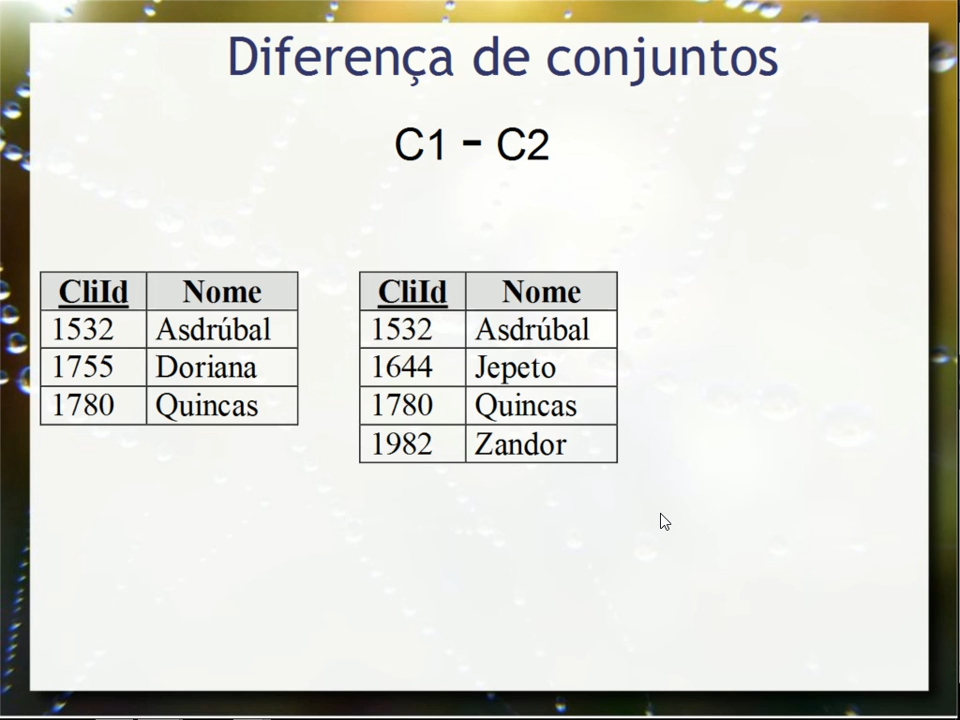 Diferença de conjuntos
C1 - C2
CliId Nome
1532 Asdrúbal
1755 Doriana
1780 Quincas
CliId Nome
1532 Asdrúbal
1644 Jepeto
1780 Quincas
1982 Zandor